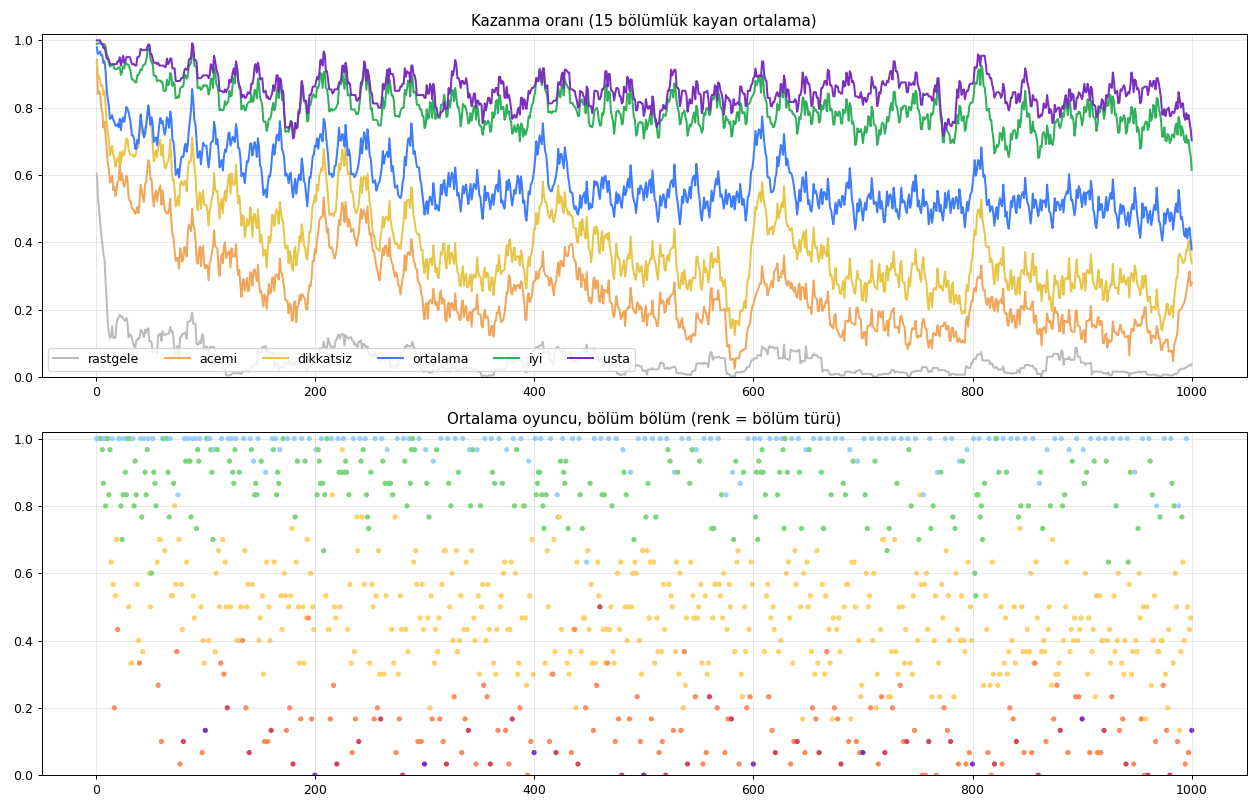 Kazanma oranı (15 bölümlük kayan ortalama)
1.0
0.8
0.6
0.4
0.2
0.0
rastgele acemi dikkatsiz ortalama iyi usta
0 200 400 600 800 1000
Ortalama oyuncu, bölüm bölüm (renk = bölüm türü)
1.0
0.8
0.6
0.4
0.2
0.0
0 200 400 600 800 1000